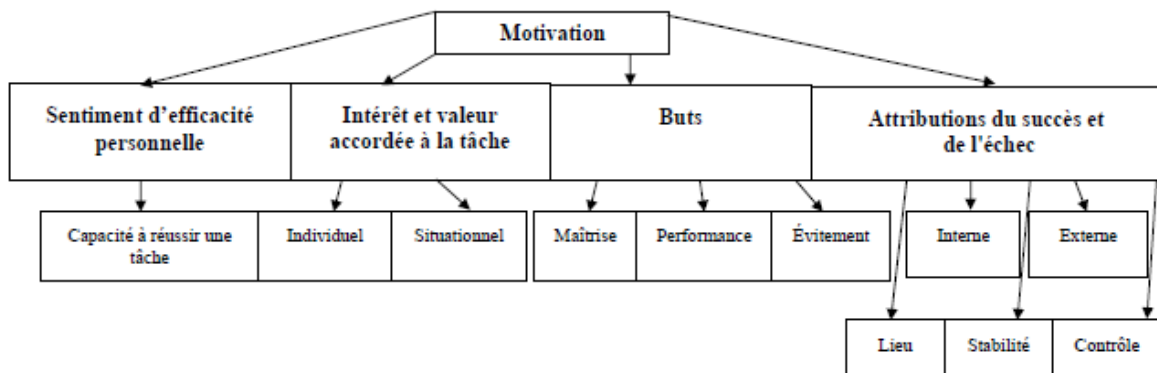 Motivation
Sentiment d'efficacité
personnelle
Intérêt et valeur
accordée à la tâche
Buts
Attributions du succès et
de l'échec
Capacité à réussir une
tâche
Individuel
Situationnel
Maîtrise
Performance
Évitement
Interne
Externe
Lieu
Stabilité
Contrôle